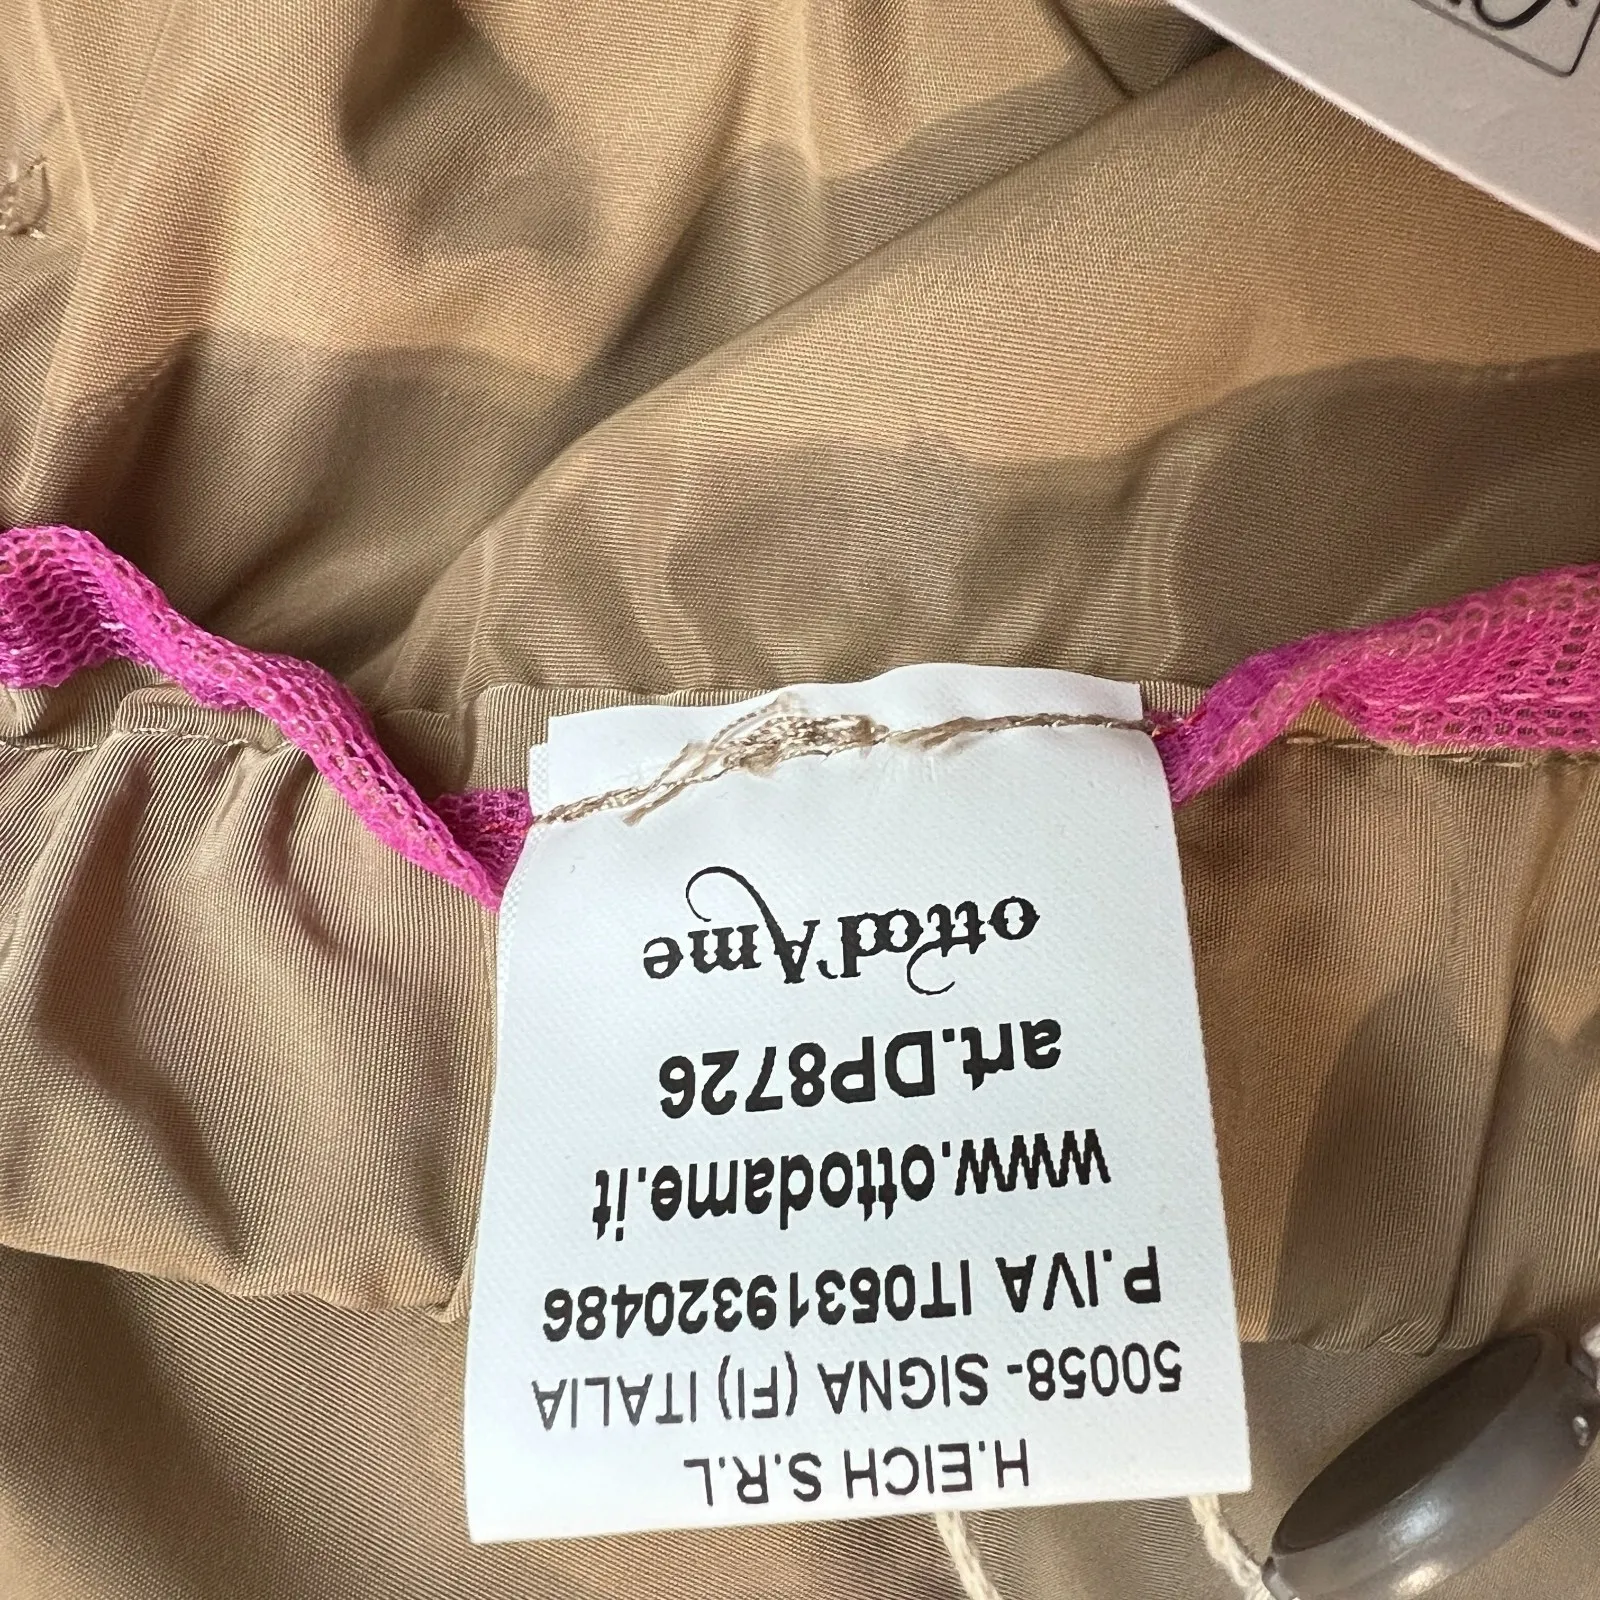 H.EICH S.R.L
50058- SIGNA (FI) ITALIA
P.IVA IT06319320486
www.ottodame.it
art.DP8726
ottod'Ame